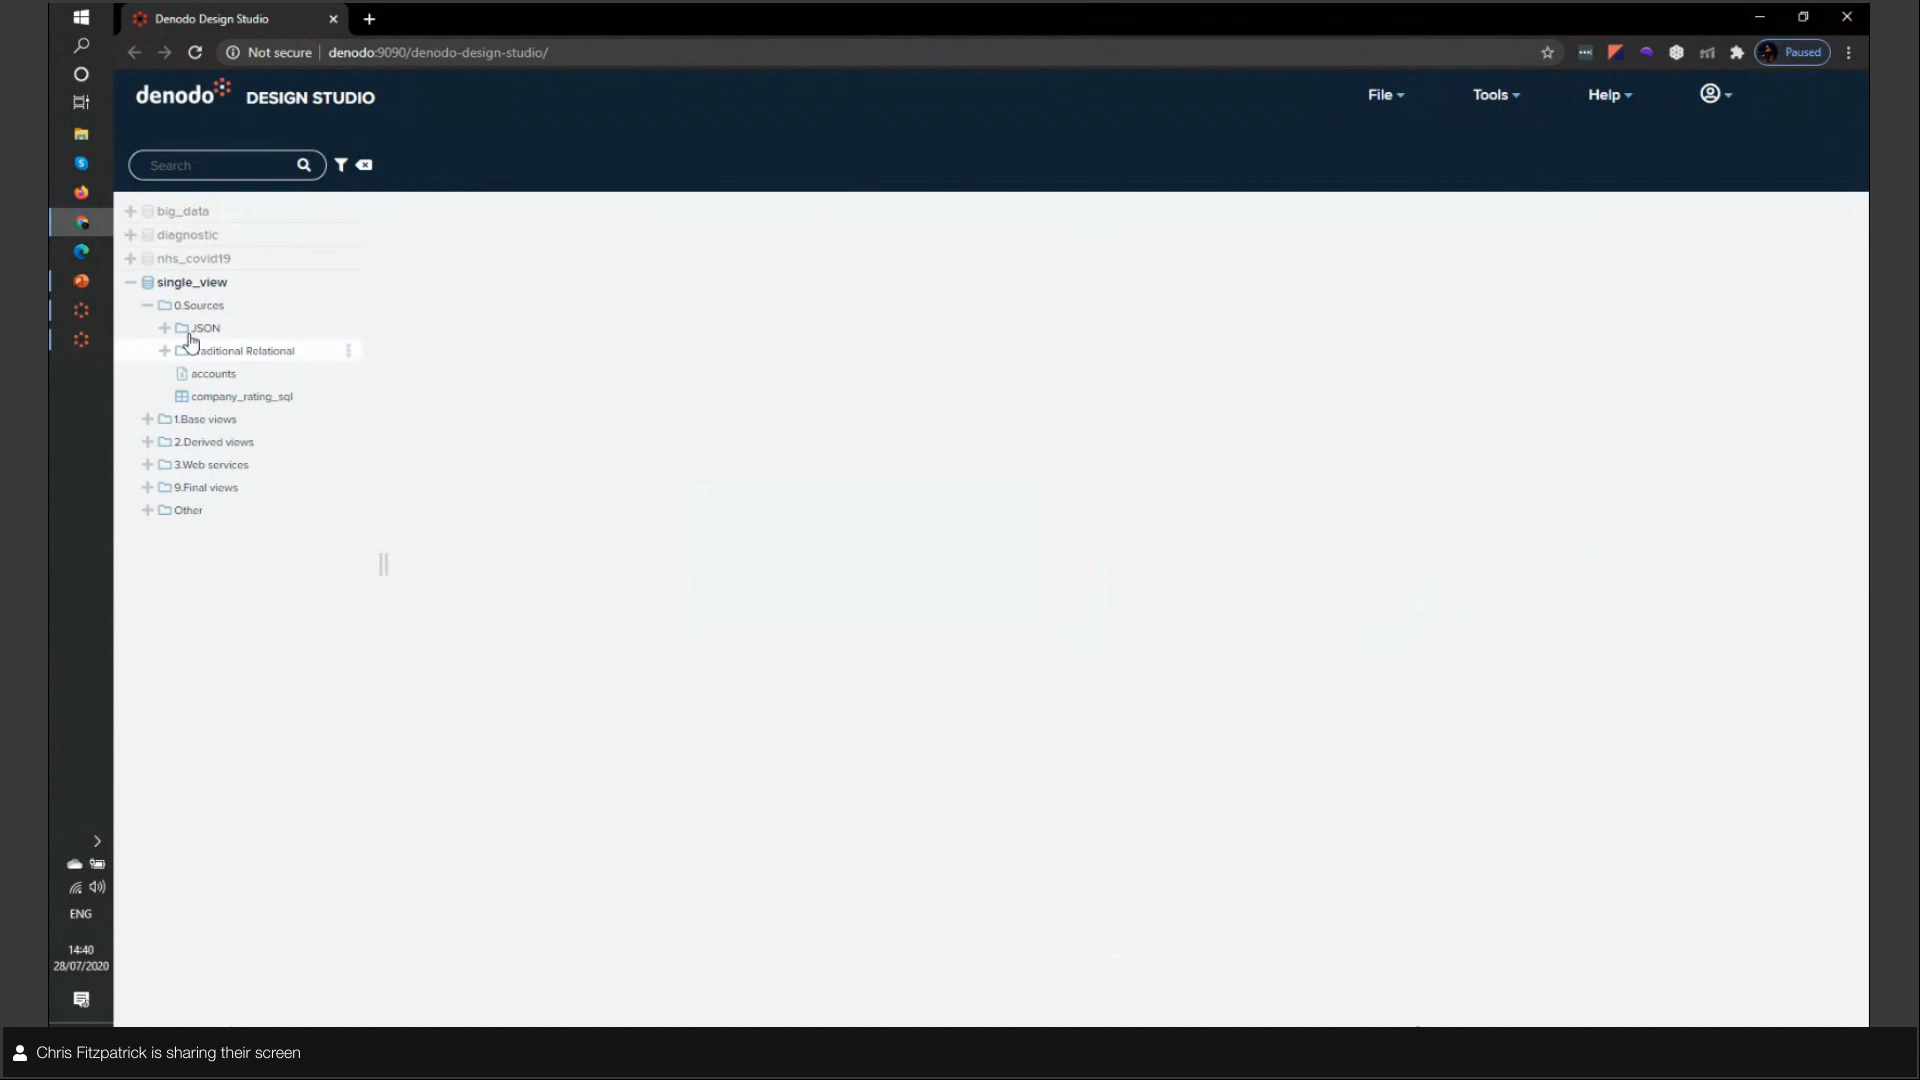 Denodo Design Studio
Not secure | denodo:9090/denodo-design-studio/
Paused
denodo DESIGN STUDIO
File
Tools
Help
Search
big_data
diagnostic
nhs_covid19
single_view
0.Sources
JSON
raditional Relational
accounts
company_rating_sql
1.Base views
2.Derived views
3.Web services
9.Final views
Other
ENG
14:40
28/07/2020
Chris Fitzpatrick is sharing their screen